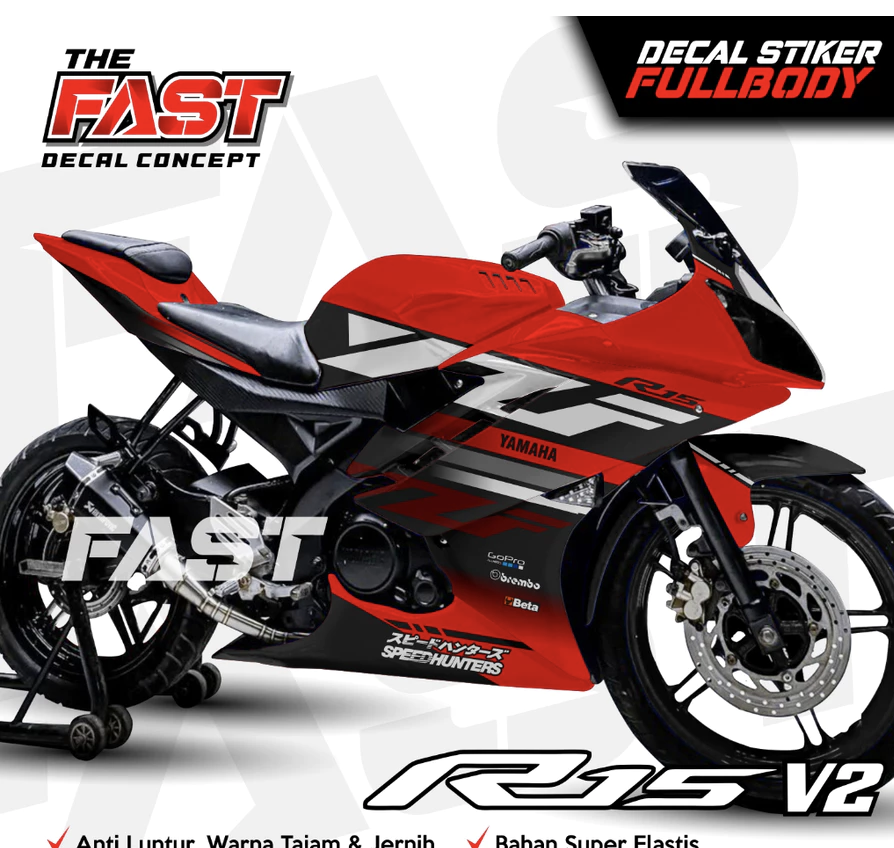 THE
FAST
DECAL CONCEPT
DECAL STIKER
FULLBODY
R15
YAMAHA
FAST
GoPro
brembo
Beta
スピードハンターズ
SPEEDHUNTERS
R15 V2
Anti Luntur, Warna Tajam & Jernih
Bahan Super Elastis